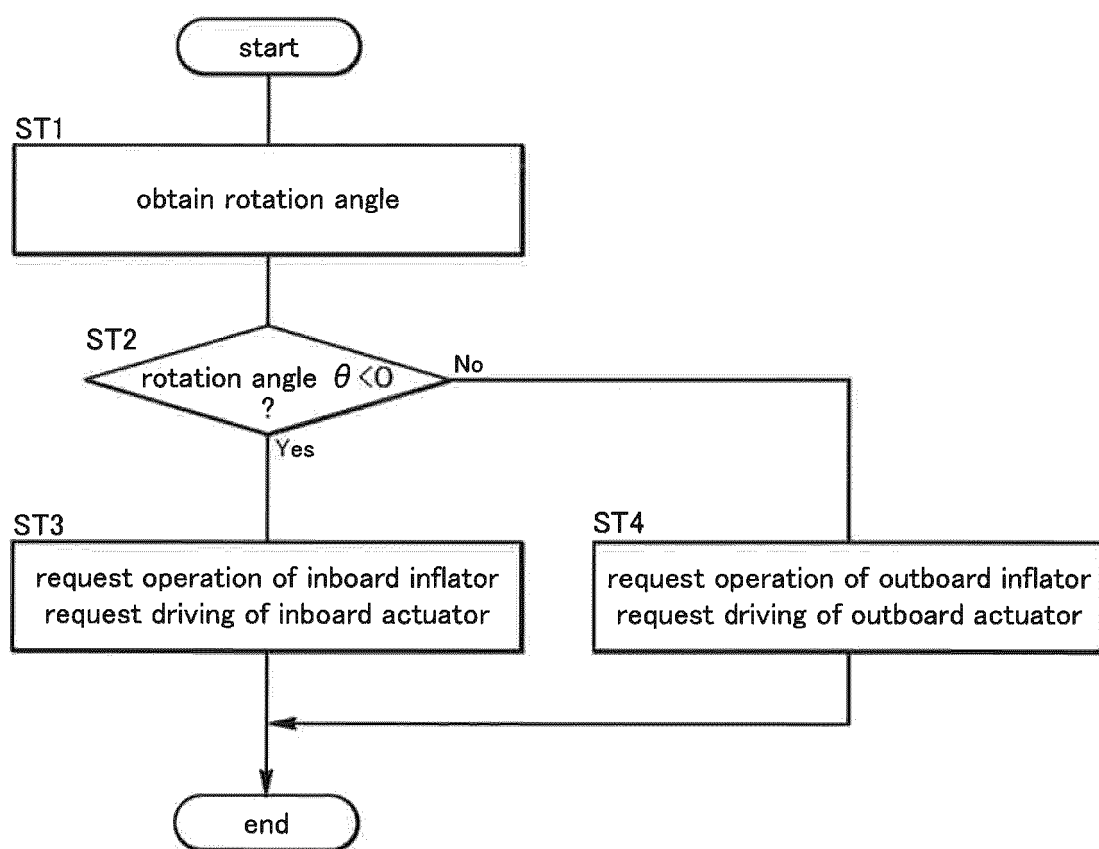 start
ST1
obtain rotation angle
ST2
rotation angle θ<0
?
No
Yes
ST3
request operation of inboard inflator
request driving of inboard actuator
ST4
request operation of outboard inflator
request driving of outboard actuator
end